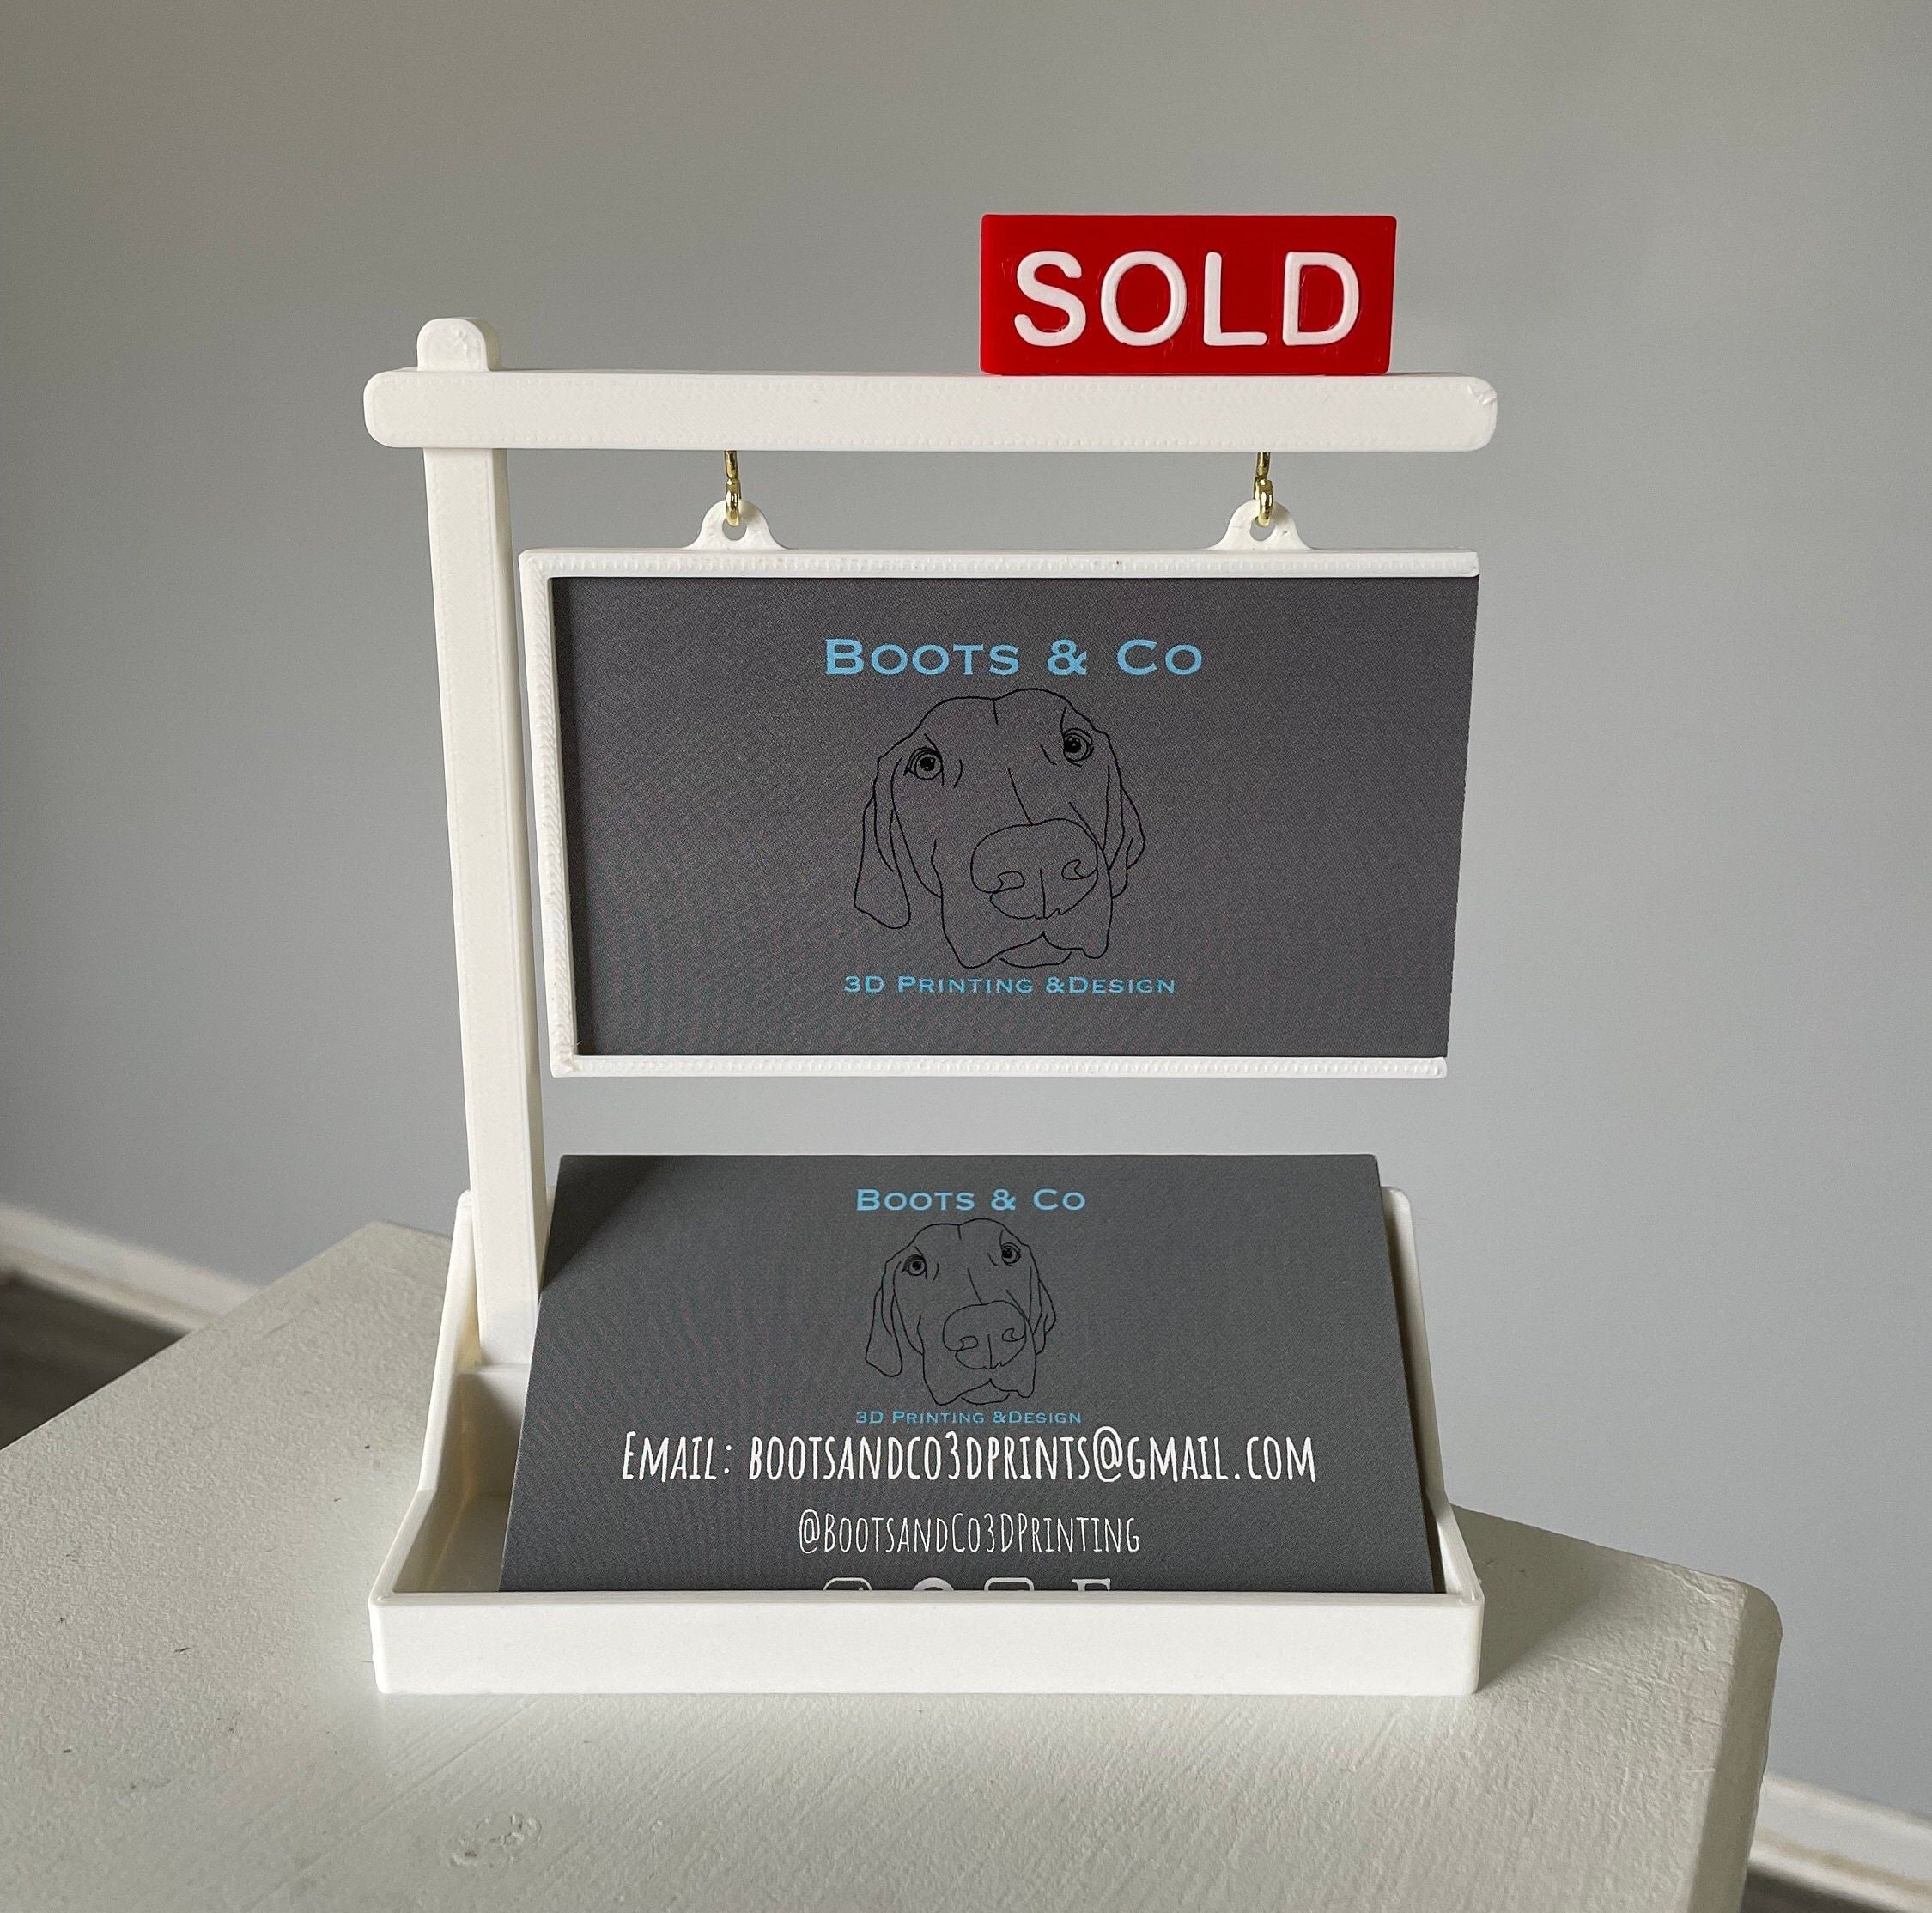 SOLD
Boots & Co
3D Printing &Design
Boots & Co
3D Printing &Design
Email: bootsandco3dprints@gmail.com
@BootsandCo3DPrinting